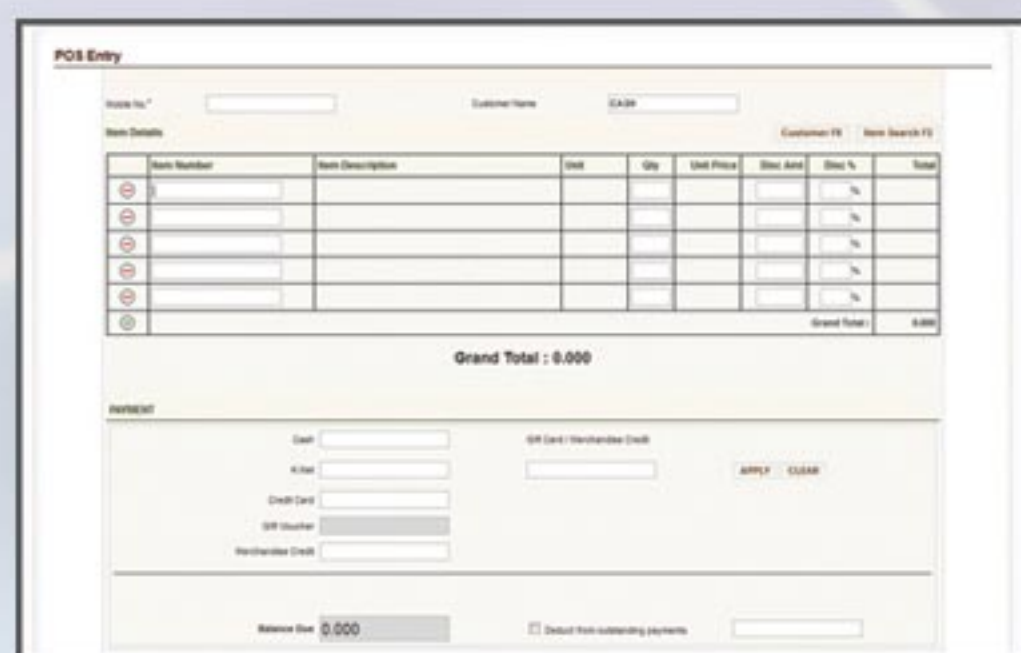 POS Entry
Invoice No.* Customer Name CASH
Item Details Customer F8 Item Search F2
Item Number Item Description Unit Qty Unit Price Disc Amt Disc % Total
%
%
%
%
%
Grand Total : 0.000
Grand Total : 0.000
PAYMENT
Cash Gift Card / Merchandise Credit
K-Net APPLY CLEAR
Credit Card
Gift Voucher
Merchandise Credit
Balance Due 0.000 Deduct from outstanding payments